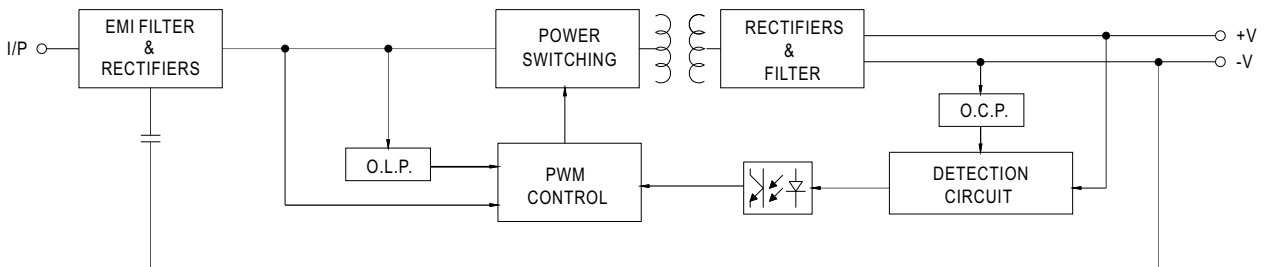 I/P
EMI FILTER
&
RECTIFIERS
POWER
SWITCHING
RECTIFIERS
&
FILTER
+V
-V
O.C.P.
O.L.P.
PWM
CONTROL
DETECTION
CIRCUIT